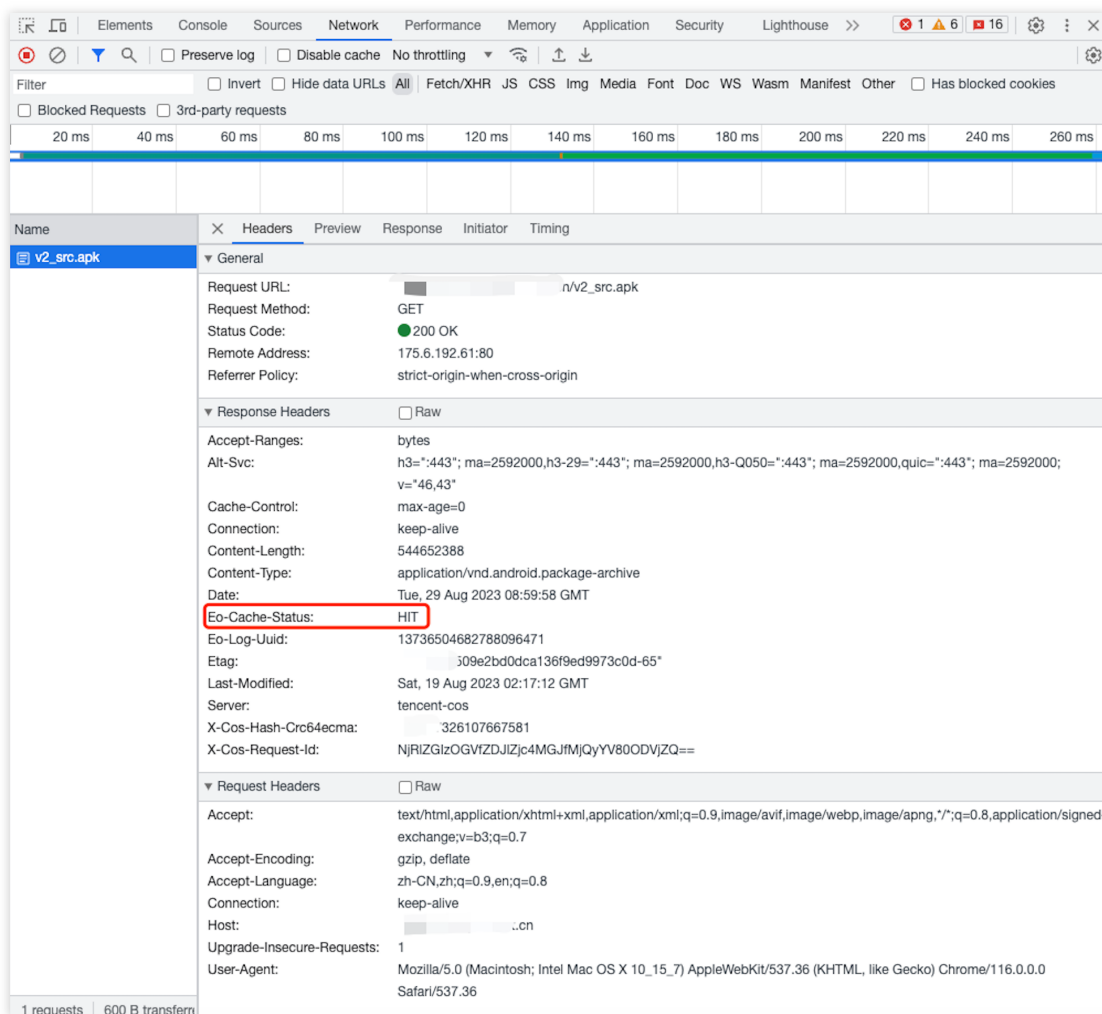 Elements Console Sources Network Performance Memory Application Security Lighthouse 1 6 16
Preserve log Disable cache No throttling
Filter Invert Hide data URLs All Fetch/XHR JS CSS Img Media Font Doc WS Wasm Manifest Other Has blocked cookies
Blocked Requests 3rd-party requests
20 ms 40 ms 60 ms 80 ms 100 ms 120 ms 140 ms 160 ms 180 ms 200 ms 220 ms 240 ms 260 ms
Name Headers Preview Response Initiator Timing
v2_src.apk General
Request URL: /v2_src.apk
Request Method: GET
Status Code: 200 OK
Remote Address: 175.6.192.61:80
Referrer Policy: strict-origin-when-cross-origin
Response Headers Raw
Accept-Ranges: bytes
Alt-Svc: h3=":443"; ma=2592000,h3-29=":443"; ma=2592000,h3-Q050=":443"; ma=2592000,quic=":443"; ma=2592000;
v="46,43"
Cache-Control: max-age=0
Connection: keep-alive
Content-Length: 544652388
Content-Type: application/vnd.android.package-archive
Date: Tue, 29 Aug 2023 08:59:58 GMT
Eo-Cache-Status: HIT
Eo-Log-Uuid: 13736504682788096471
Etag: 509e2bd0dca136f9ed9973c0d-65"
Last-Modified: Sat, 19 Aug 2023 02:17:12 GMT
Server: tencent-cos
X-Cos-Hash-Crc64ecma: 326107667581
X-Cos-Request-Id: NjRlZGIzOGVfZDJlZjc4MGJfMjQyYV80ODVjZQ==
Request Headers Raw
Accept: text/html,application/xhtml+xml,application/xml;q=0.9,image/avif,image/webp,image/apng,*/*;q=0.8,application/signed-
exchange;v=b3;q=0.7
Accept-Encoding: gzip, deflate
Accept-Language: zh-CN,zh;q=0.9,en;q=0.8
Connection: keep-alive
Host: .cn
Upgrade-Insecure-Requests: 1
User-Agent: Mozilla/5.0 (Macintosh; Intel Mac OS X 10_15_7) AppleWebKit/537.36 (KHTML, like Gecko) Chrome/116.0.0.0
Safari/537.36
1 requests 600 B transferre